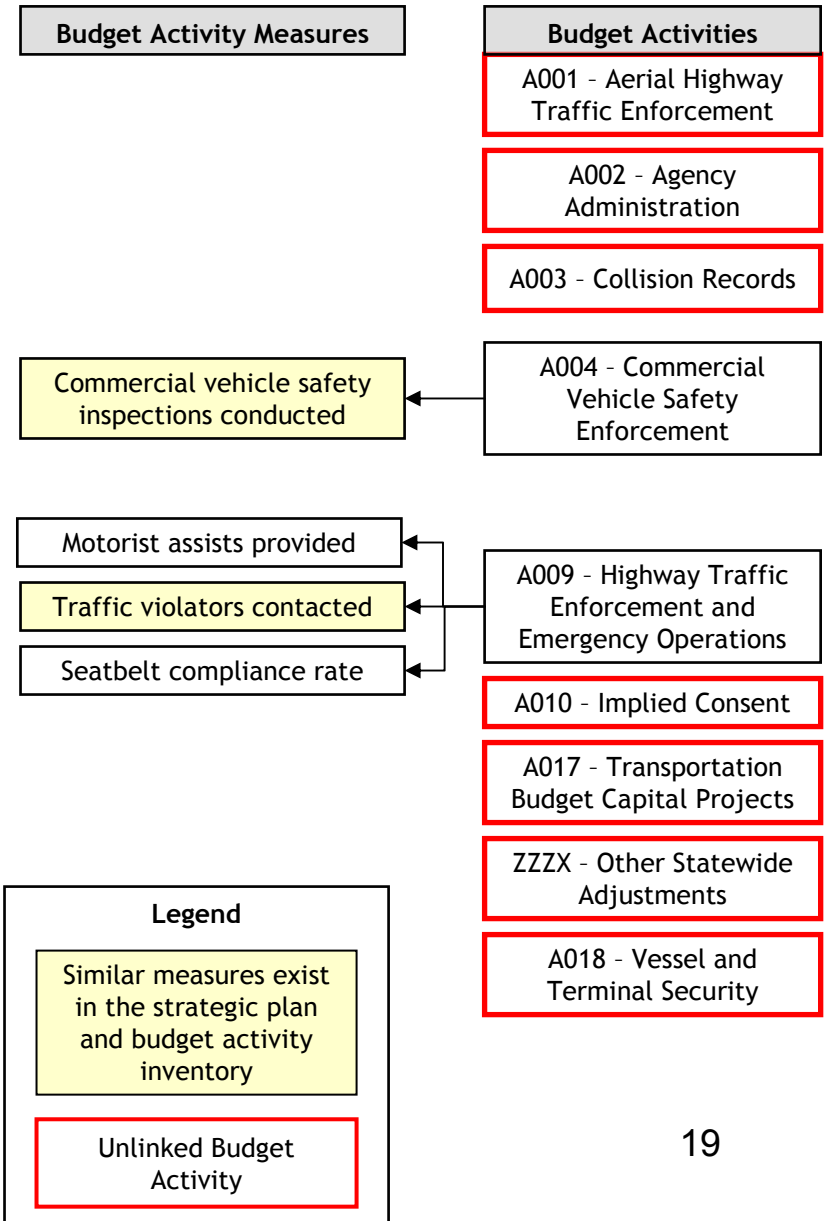 Budget Activity Measures
Budget Activities
A001 – Aerial Highway
Traffic Enforcement
A002 – Agency
Administration
A003 – Collision Records
Commercial vehicle safety
inspections conducted
A004 – Commercial
Vehicle Safety
Enforcement
Motorist assists provided
Traffic violators contacted
Seatbelt compliance rate
A009 – Highway Traffic
Enforcement and
Emergency Operations
A010 – Implied Consent
A017 – Transportation
Budget Capital Projects
ZZZX – Other Statewide
Adjustments
A018 – Vessel and
Terminal Security
Legend
Similar measures exist
in the strategic plan
and budget activity
inventory
Unlinked Budget
Activity
19